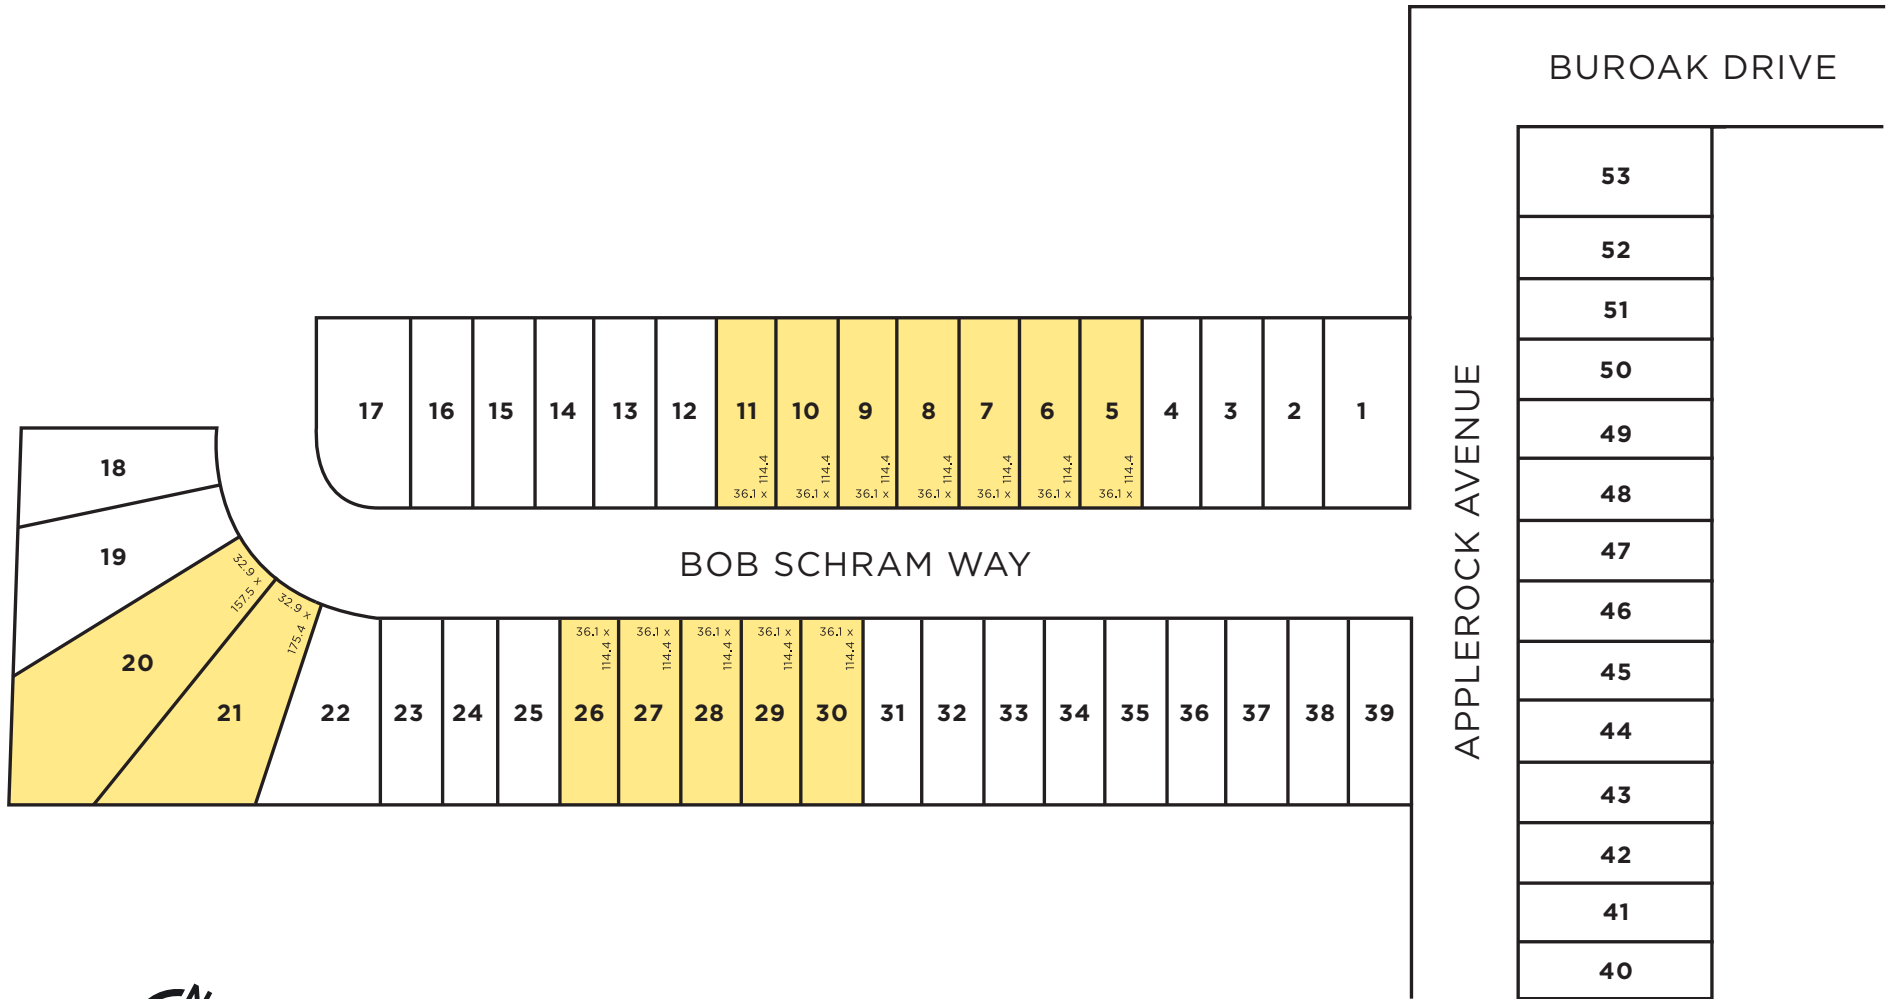 BUROAK DRIVE
53
52
51
50
49
48
47
46
45
44
43
42
41
40
APPLEROCK AVENUE
17 16 15 14 13 12 11 10 9 8 7 6 5 4 3 2 1
36.1 x 114.4
36.1 x 114.4
36.1 x 114.4
36.1 x 114.4
36.1 x 114.4
36.1 x 114.4
36.1 x 114.4
BOB SCHRAM WAY
18
19
32.9 x 157.5
20
32.9 x 175.4
21
36.1 x 114.4
36.1 x 114.4
36.1 x 114.4
36.1 x 114.4
36.1 x 114.4
22 23 24 25 26 27 28 29 30 31 32 33 34 35 36 37 38 39
N